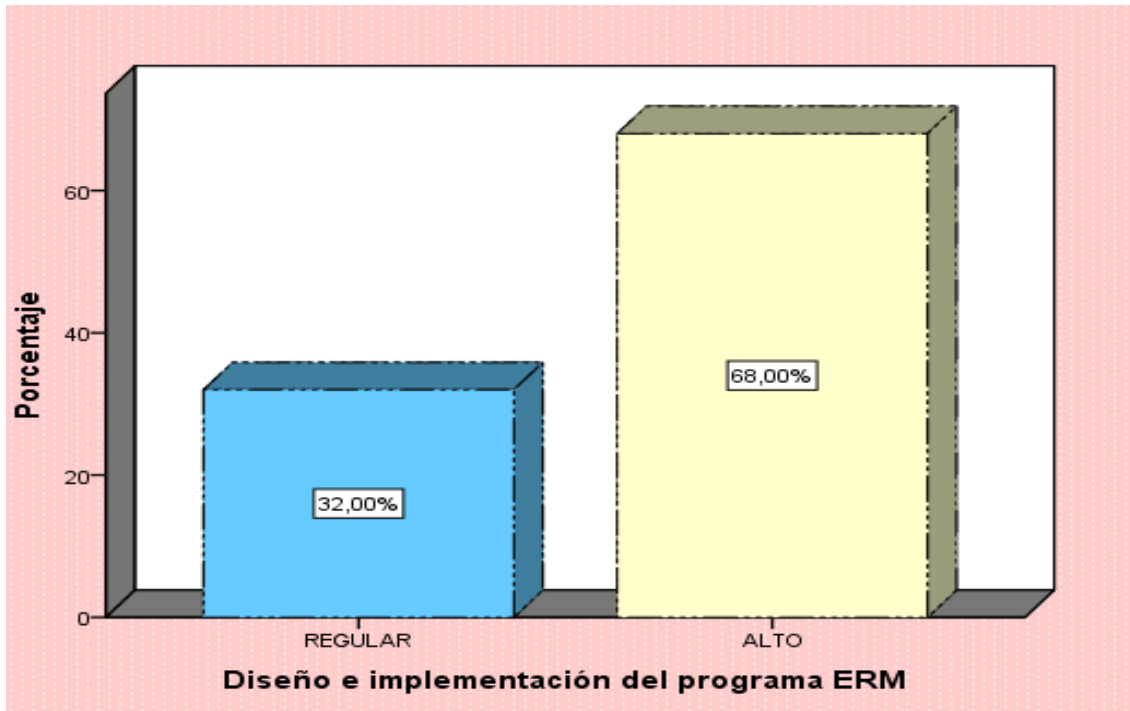 Porcentaje
60
40
20
0
32,00%
68,00%
REGULAR
ALTO
Diseño e implementación del programa ERM